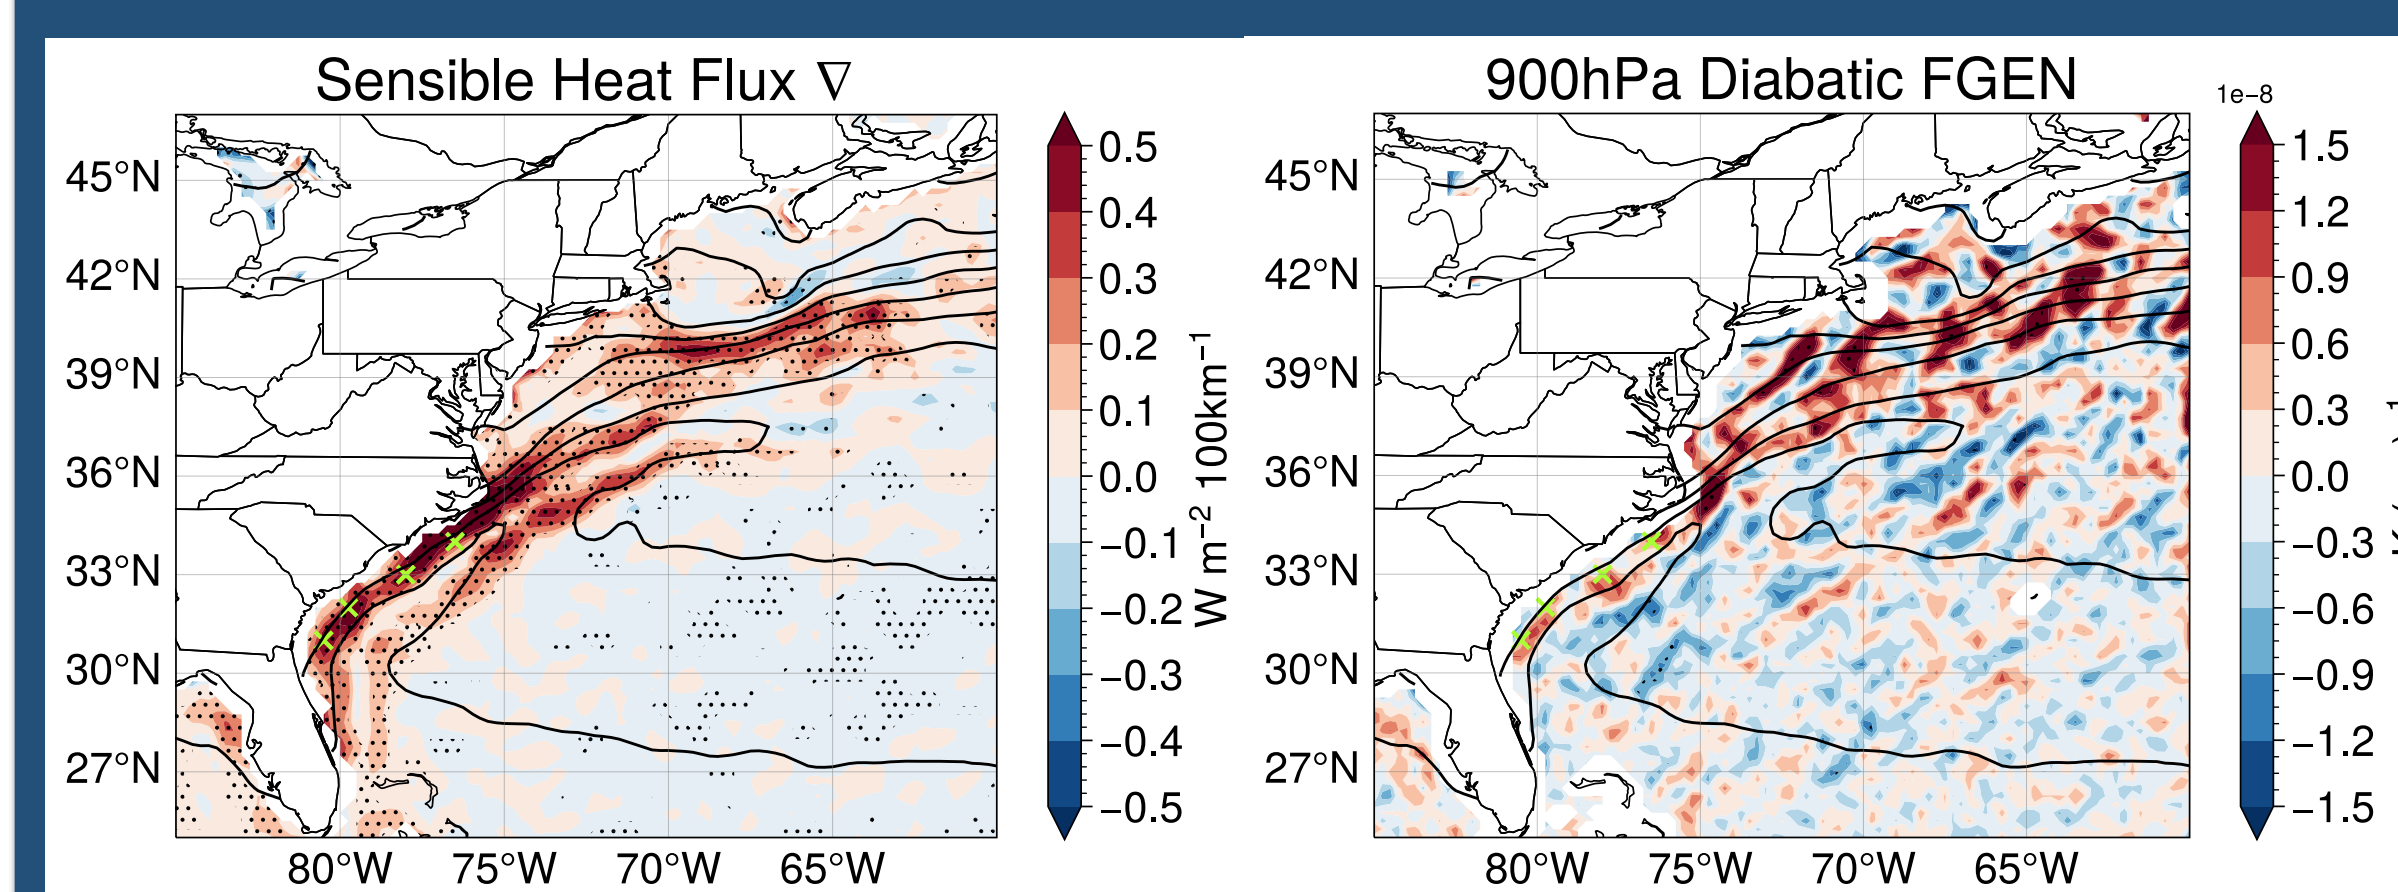 Sensible Heat Flux ∇
45°N
42°N
39°N
36°N
33°N
30°N
27°N
80°W 75°W 70°W 65°W
0.5
0.4
0.3
0.2
0.1
0.0
−0.1
−0.2
−0.3
−0.4
−0.5
W m⁻² 100km⁻¹
900hPa Diabatic FGEN
45°N
42°N
39°N
36°N
33°N
30°N
27°N
80°W 75°W 70°W 65°W
1e−8
1.5
1.2
0.9
0.6
0.3
0.0
−0.3
−0.6
−0.9
−1.2
−1.5